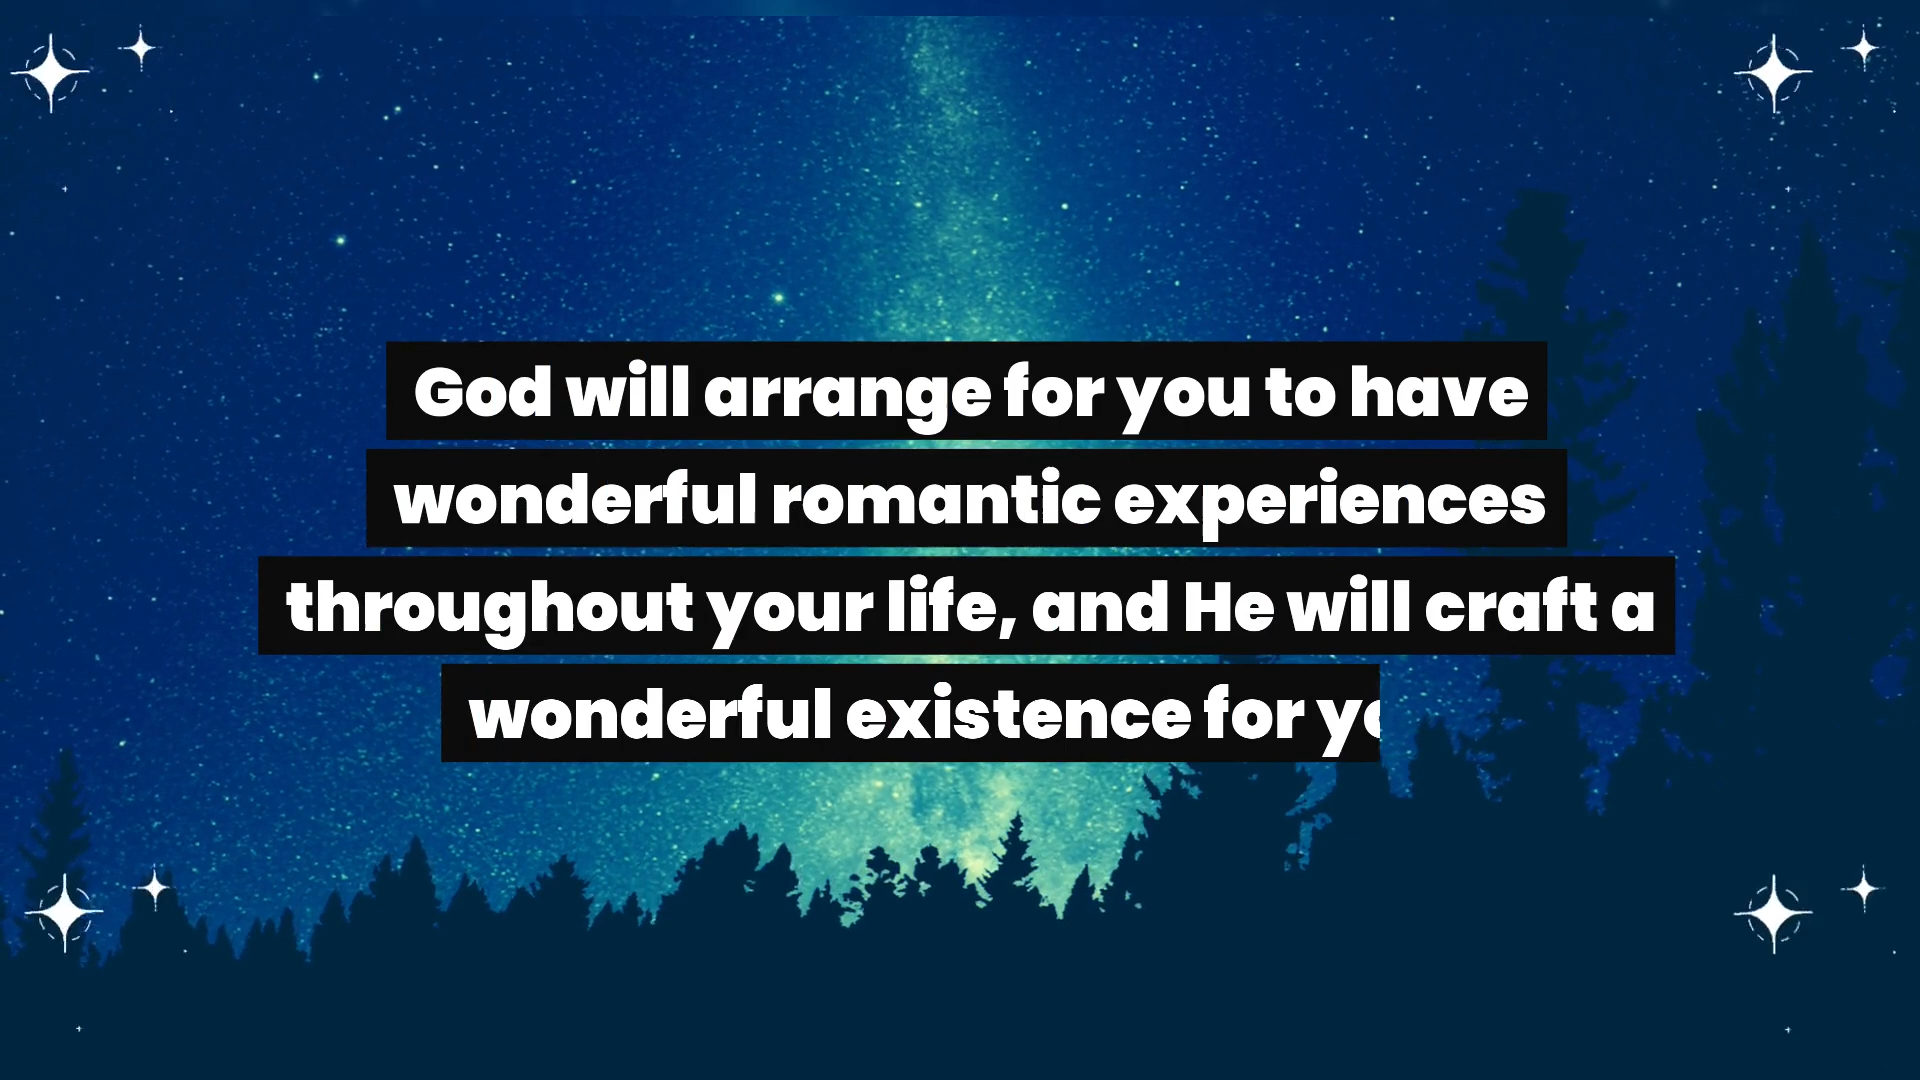 God will arrange for you to have
wonderful romantic experiences
throughout your life, and He will craft a
wonderful existence for